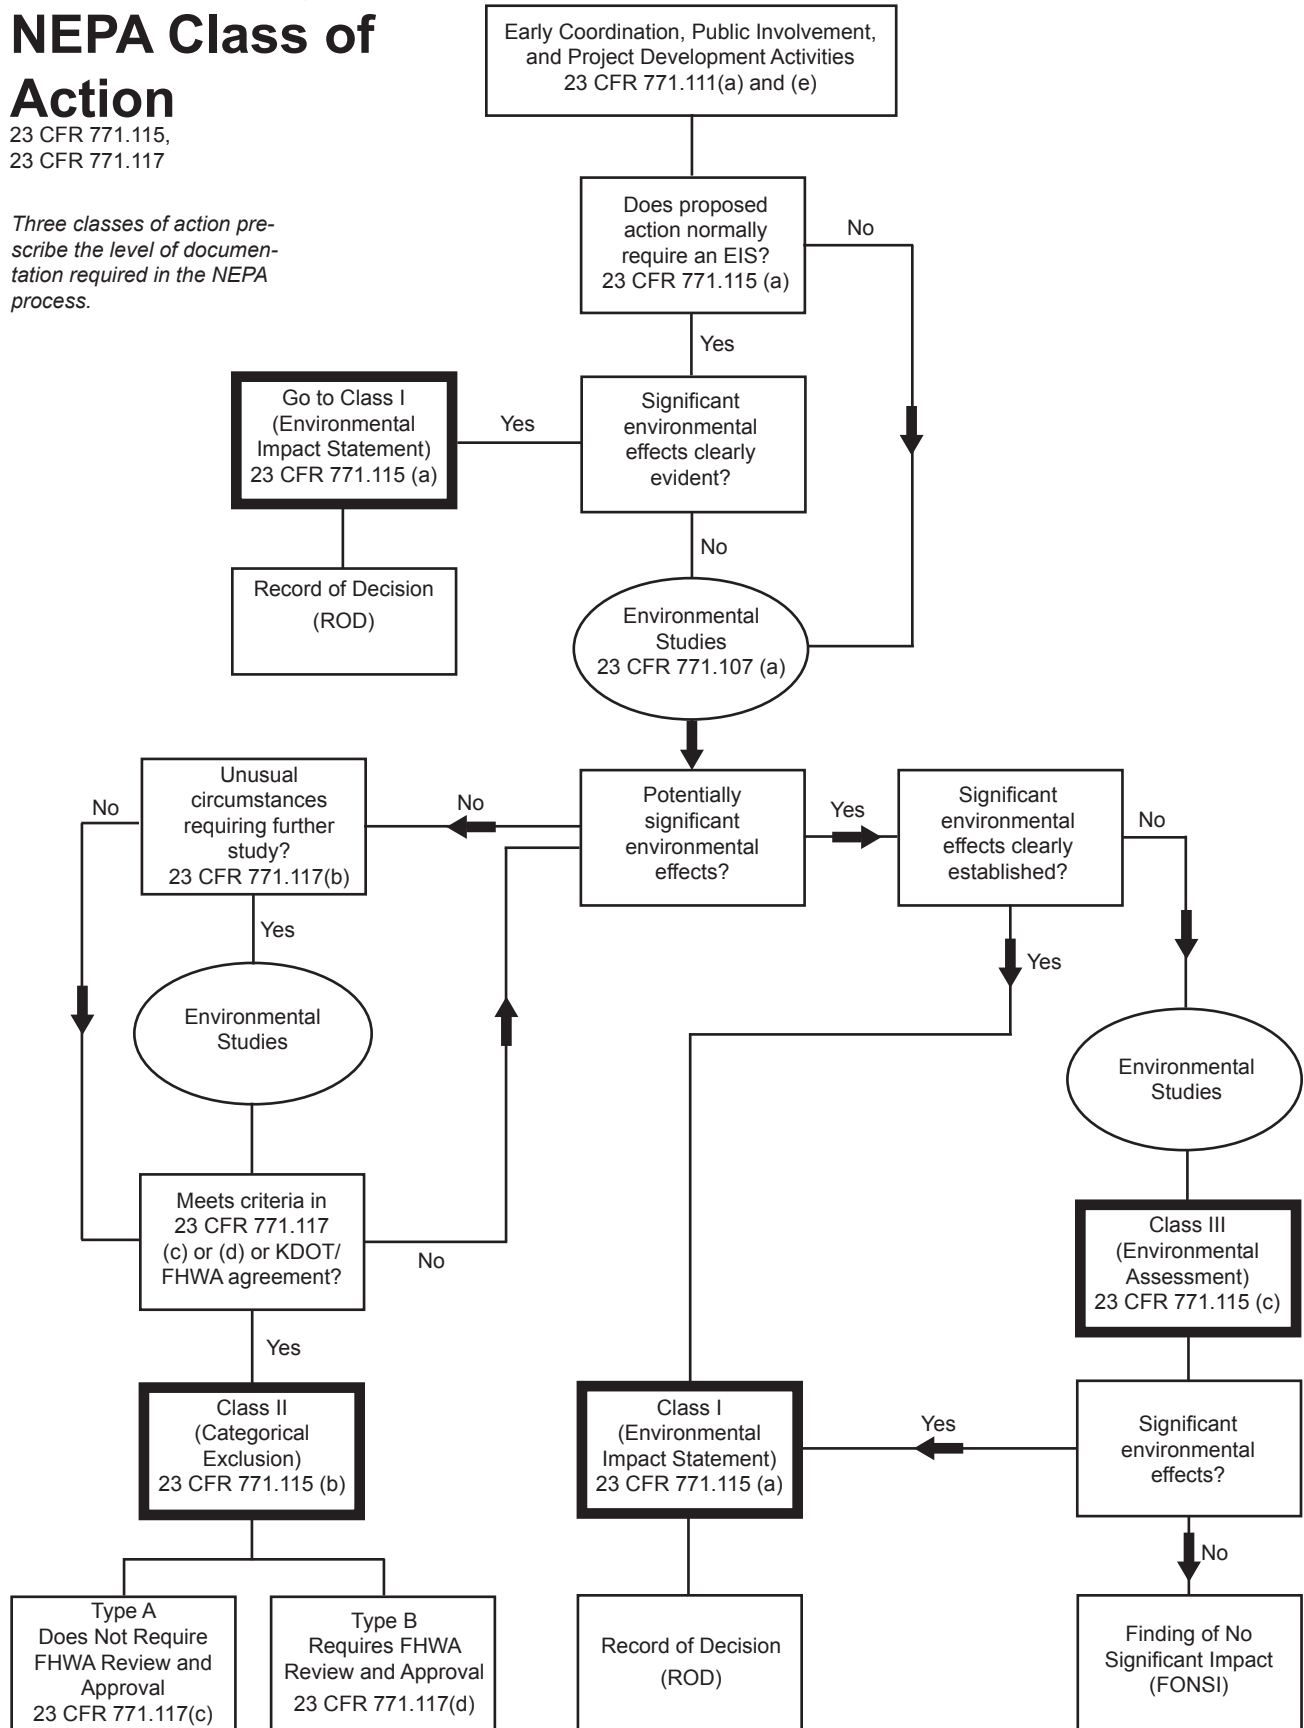 NEPA Class of
Action
23 CFR 771.115,
23 CFR 771.117
Three classes of action pre-
scribe the level of documen-
tation required in the NEPA
process.
Early Coordination, Public Involvement,
and Project Development Activities
23 CFR 771.111(a) and (e)
Does proposed
action normally
require an EIS?
23 CFR 771.115 (a)
No
Yes
Go to Class I
(Environmental
Impact Statement)
23 CFR 771.115 (a)
Yes
Significant
environmental
effects clearly
evident?
No
Record of Decision
(ROD)
Environmental
Studies
23 CFR 771.107 (a)
No
Unusual
circumstances
requiring further
study?
23 CFR 771.117(b)
No
Potentially
significant
environmental
effects?
Yes
Significant
environmental
effects clearly
established?
No
Yes
Yes
Environmental
Studies
Environmental
Studies
Meets criteria in
23 CFR 771.117
(c) or (d) or KDOT/
FHWA agreement?
No
Class III
(Environmental
Assessment)
23 CFR 771.115 (c)
Yes
Class II
(Categorical
Exclusion)
23 CFR 771.115 (b)
Class I
(Environmental
Impact Statement)
23 CFR 771.115 (a)
Yes
Significant
environmental
effects?
No
Type A
Does Not Require
FHWA Review and
Approval
23 CFR 771.117(c)
Type B
Requires FHWA
Review and Approval
23 CFR 771.117(d)
Record of Decision
(ROD)
Finding of No
Significant Impact
(FONSI)